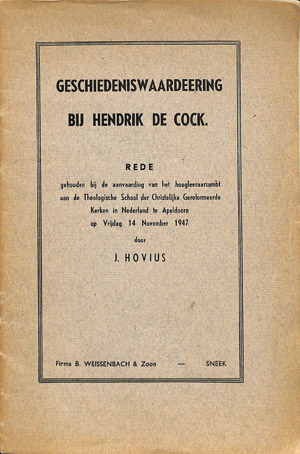 GESCHIEDENISWAARDEERING
BIJ HENDRIK DE COCK.
REDE
gehouden bij de aanvaarding van het hoogleeraarsambt
aan de Theologische School der Christelijke Gereformeerde
Kerken in Nederland te Apeldoorn
op Vrijdag 14 November 1947
door
J. HOVIUS
Firma B. WEISSENBACH & Zoon — SNEEK